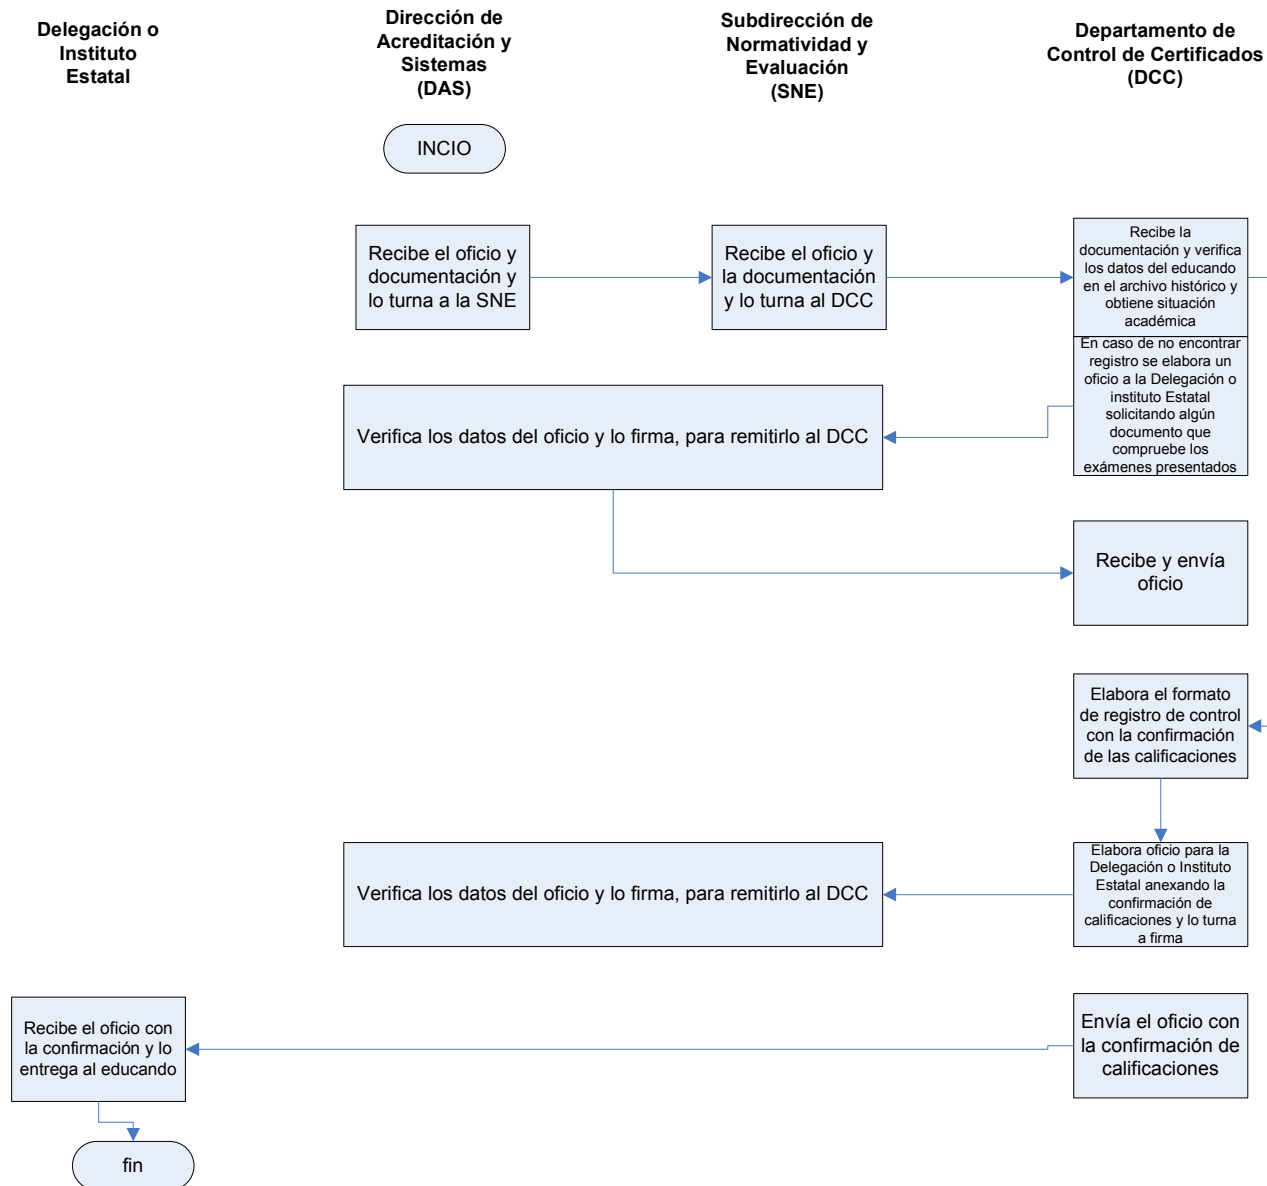 Delegación o
Instituto
Estatal
Dirección de
Acreditación y
Sistemas
(DAS)
Subdirección de
Normatividad y
Evaluación
(SNE)
Departamento de
Control de Certificados
(DCC)
INCIO
Recibe el oficio y
documentación y
lo turna a la SNE
Recibe el oficio y
la documentación
y lo turna al DCC
Recibe la
documentación y verifica
los datos del educando
en el archivo histórico y
obtiene situación
académica
En caso de no encontrar
registro se elabora un
oficio a la Delegación o
instituto Estatal
solicitando algún
documento que
compruebe los
exámenes presentados
Verifica los datos del oficio y lo firma, para remitirlo al DCC
Recibe y envía
oficio
Elabora el formato
de registro de control
con la confirmación
de las calificaciones
Elabora oficio para la
Delegación o Instituto
Estatal anexando la
confirmación de
calificaciones y lo turna
a firma
Verifica los datos del oficio y lo firma, para remitirlo al DCC
Envía el oficio con
la confirmación de
calificaciones
Recibe el oficio con
la confirmación y lo
entrega al educando
fin